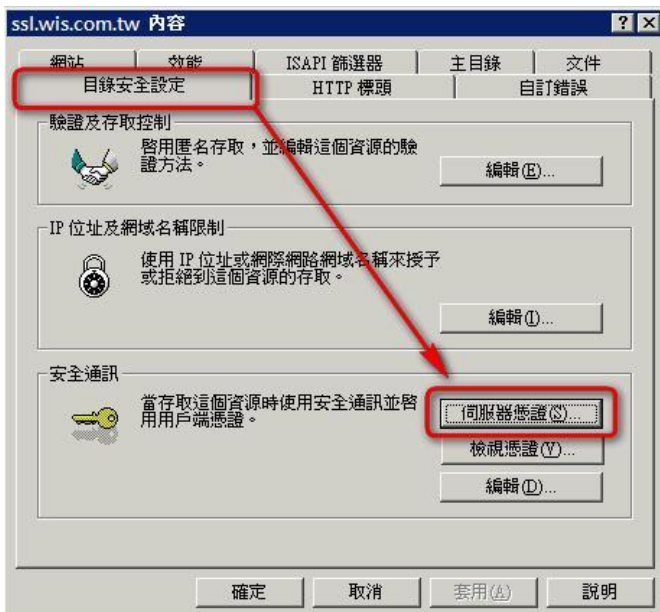 ssl.wis.com.tw 內容
網站 效能 ISAPI 篩選器 主目錄 文件
目錄安全設定 HTTP 標頭 自訂錯誤
驗證及存取控制
啓用匿名存取，並編輯這個資源的驗
證方法。
編輯(E)...
IP 位址及網域名稱限制
使用 IP 位址或網際網路網域名稱來授予
或拒絕到這個資源的存取。
編輯(I)...
安全通訊
當存取這個資源時使用安全通訊並啓
用用戶端憑證。
伺服器憑證(S)...
檢視憑證(V)...
編輯(D)...
確定 取消 套用(A) 說明